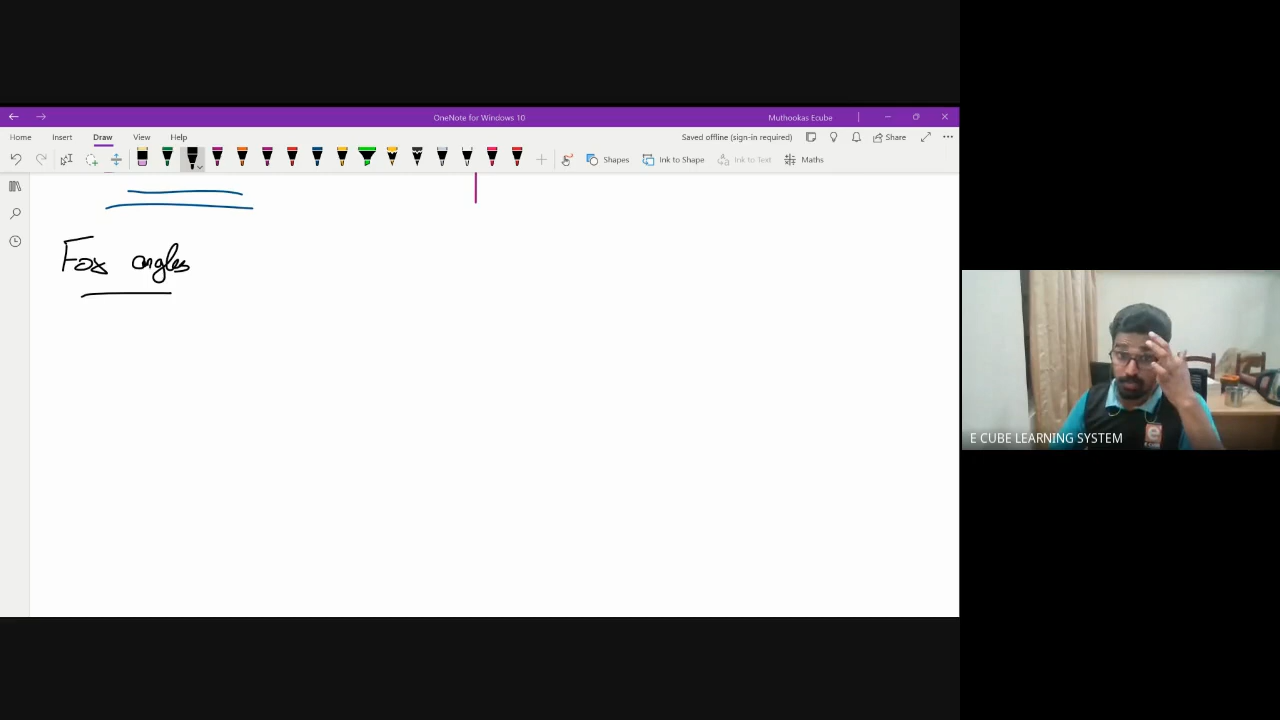 OneNote for Windows 10
Muthookas Ecube
Home Insert Draw View Help
Saved offline (sign-in required)
Share
Shapes
Ink to Shape
Ink to Text
Maths
For angles
E CUBE LEARNING SYSTEM